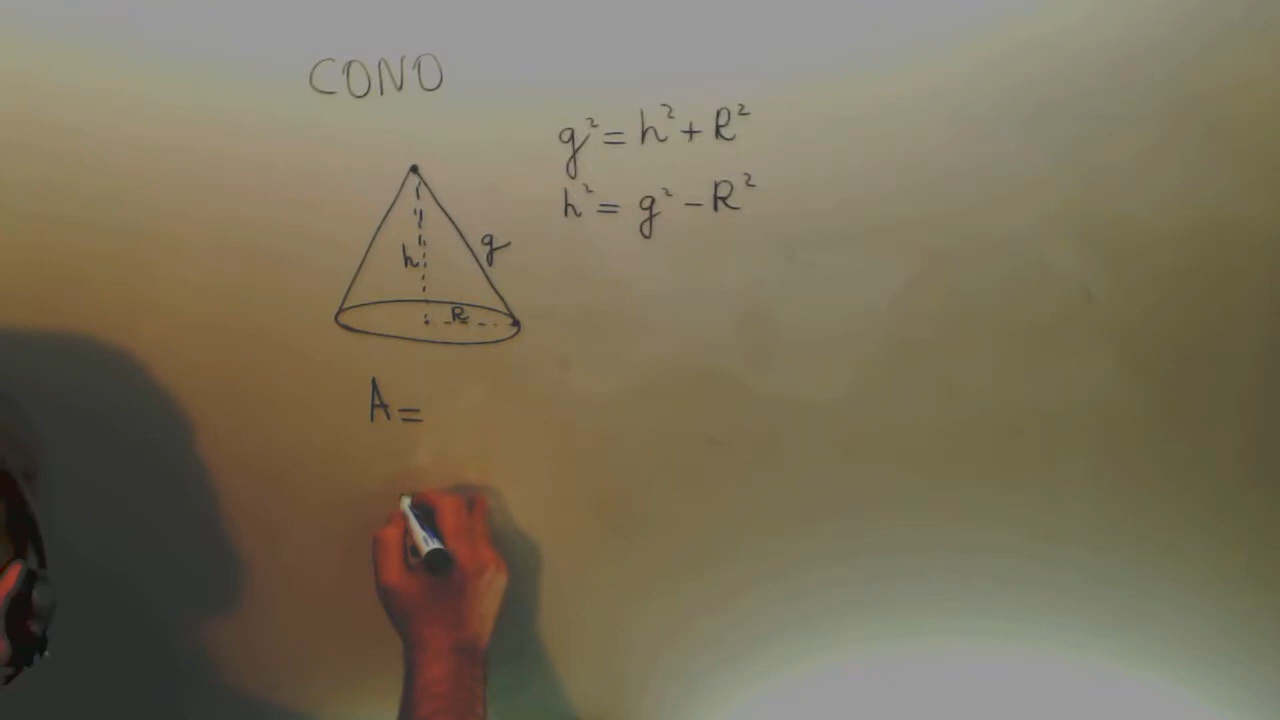 CONO
g² = h² + R²
h² = g² - R²
h
g
R
A =